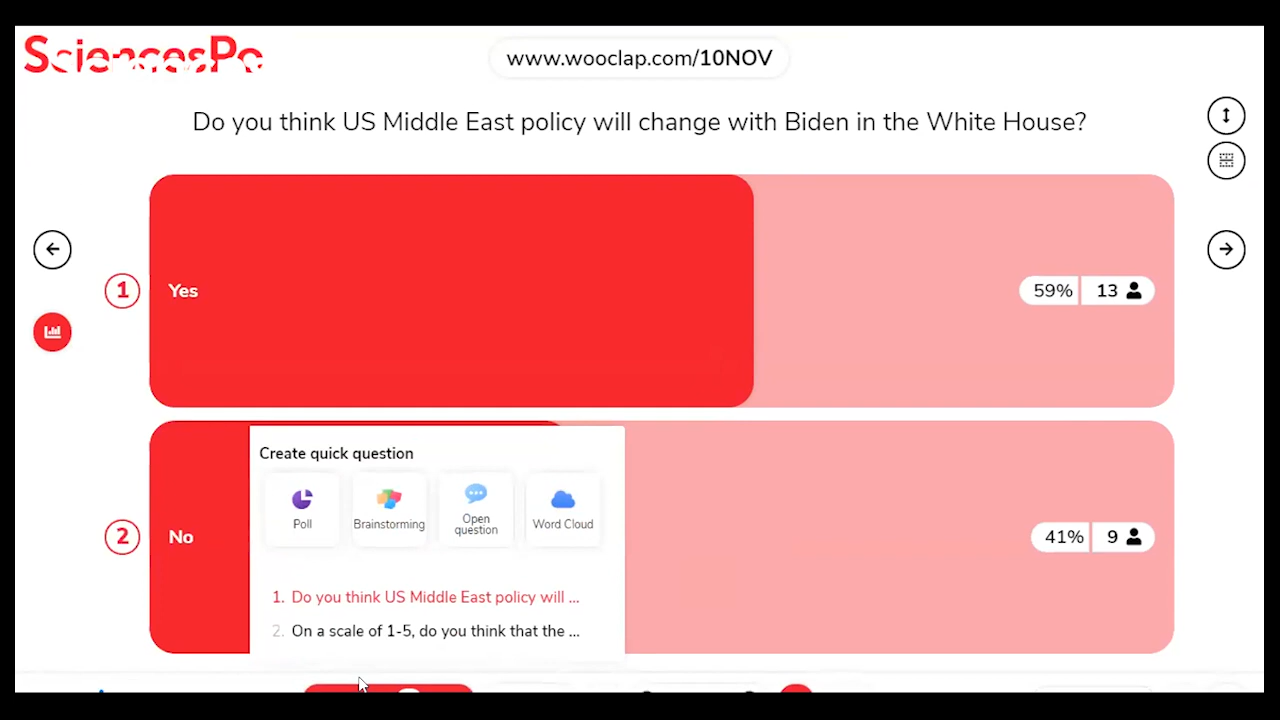 SciencesPo
www.wooclap.com/10NOV
Do you think US Middle East policy will change with Biden in the White House?
1
Yes
59%
13
Create quick question
Poll
Brainstorming
Open
question
Word Cloud
2
No
41%
9
1. Do you think US Middle East policy will ...
2. On a scale of 1-5, do you think that the ...